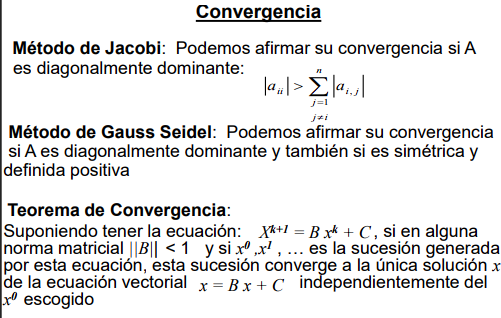 Convergencia
Método de Jacobi: Podemos afirmar su convergencia si A
es diagonalmente dominante:
|a_{ii}| > \sum_{\substack{j=1 \\ j \neq i}}^{n} |a_{i,j}|
Método de Gauss Seidel: Podemos afirmar su convergencia
si A es diagonalmente dominante y también si es simétrica y
definida positiva
Teorema de Convergencia:
Suponiendo tener la ecuación: X^{k+1} = B x^k + C, si en alguna
norma matricial ||B|| < 1 y si x^0 ,x^1 , ... es la sucesión generada
por esta ecuación, esta sucesión converge a la única solución x
de la ecuación vectorial x = B x + C independientemente del
x^0 escogido